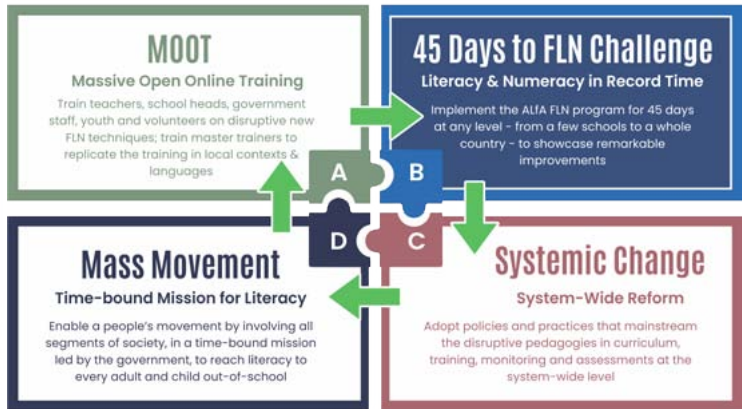 MOOT
Massive Open Online Training
Train teachers, school heads, government
staff, youth and volunteers on disruptive new
FLN techniques; train master trainers to
replicate the training in local contexts &
languages
45 Days to FLN Challenge
Literacy & Numeracy in Record Time
Implement the ALfA FLN program for 45 days
at any level - from a few schools to a whole
country - to showcase remarkable
improvements
A
B
D
C
Mass Movement
Time-bound Mission for Literacy
Enable a people's movement by involving all
segments of society, in a time-bound mission
led by the government, to reach literacy to
every adult and child out-of-school
Systemic Change
System-Wide Reform
Adopt policies and practices that mainstream
the disruptive pedagogies in curriculum,
training, monitoring and assessments at the
system-wide level